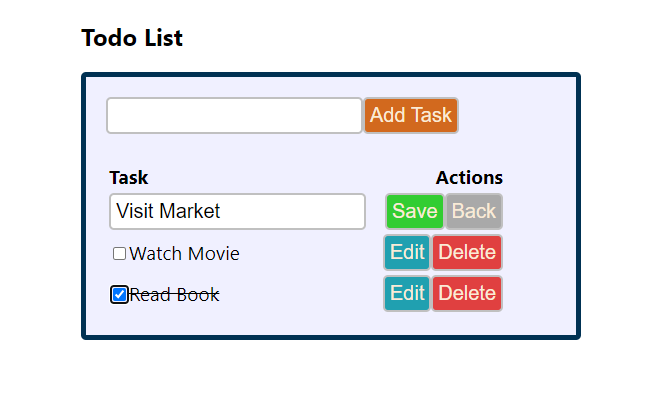 Todo List
Add Task
Task Actions
Visit Market Save Back
Watch Movie Edit Delete
Read Book Edit Delete